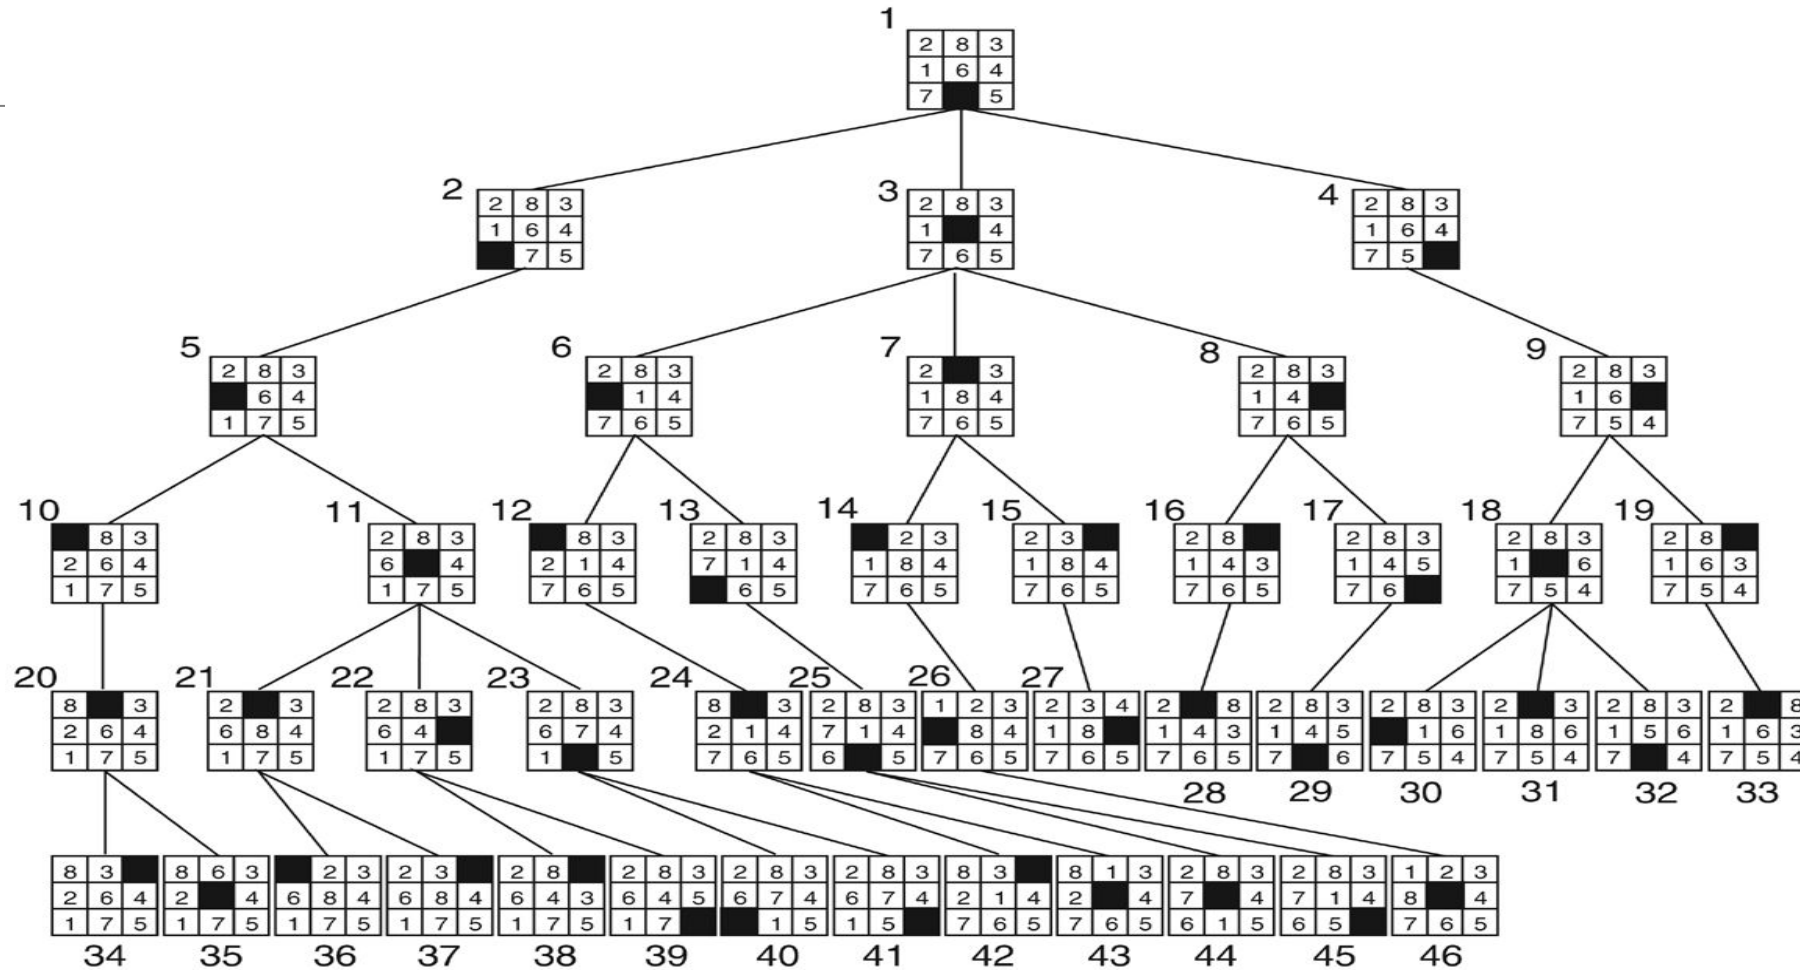 1
2 8 3
1 6 4
7 5
2
2 8 3
1 6 4
7 5
3
2 8 3
1 4
7 6 5
4
2 8 3
1 6 4
7 5
5
2 8 3
6 4
1 7 5
6
2 8 3
1 4
7 6 5
7
2 3
1 8 4
7 6 5
8
2 8 3
1 4
7 6 5
9
2 8 3
1 6
7 5 4
10
8 3
2 6 4
1 7 5
11
2 8 3
6 4
1 7 5
12
8 3
2 1 4
7 6 5
13
2 8 3
7 1 4
6 5
14
2 3
1 8 4
7 6 5
15
2 3
1 8 4
7 6 5
16
2 8
1 4 3
7 6 5
17
2 8 3
1 4 5
7 6
18
2 8 3
1 6
7 5 4
19
2 8
1 6 3
7 5 4
20
8 3
2 6 4
1 7 5
21
2 3
6 8 4
1 7 5
22
2 8 3
6 4
1 7 5
23
2 8 3
6 7 4
1 5
24
8 3
2 1 4
7 6 5
25
2 8 3
7 1 4
6 5
26
1 2 3
8 4
7 6 5
27
2 3 4
1 8
7 6 5
2 8
1 4 3
7 6 5
28
2 8 3
1 4 5
7 6
29
2 8 3
1 6
7 5 4
30
2 3
1 8 6
7 5 4
31
2 8 3
1 5 6
7 4
32
2 8
1 6 3
7 5 4
33
8 3
2 6 4
1 7 5
34
8 6 3
2 4
1 7 5
35
2 3
6 8 4
1 7 5
36
2 3
6 8 4
1 7 5
37
2 8
6 4 3
1 7 5
38
2 8 3
6 4 5
1 7
39
2 8 3
6 7 4
1 5
40
2 8 3
6 7 4
1 5
41
8 3
2 1 4
7 6 5
42
8 1 3
2 4
7 6 5
43
2 8 3
7 4
6 1 5
44
2 8 3
7 1 4
6 5
45
1 2 3
8 4
7 6 5
46